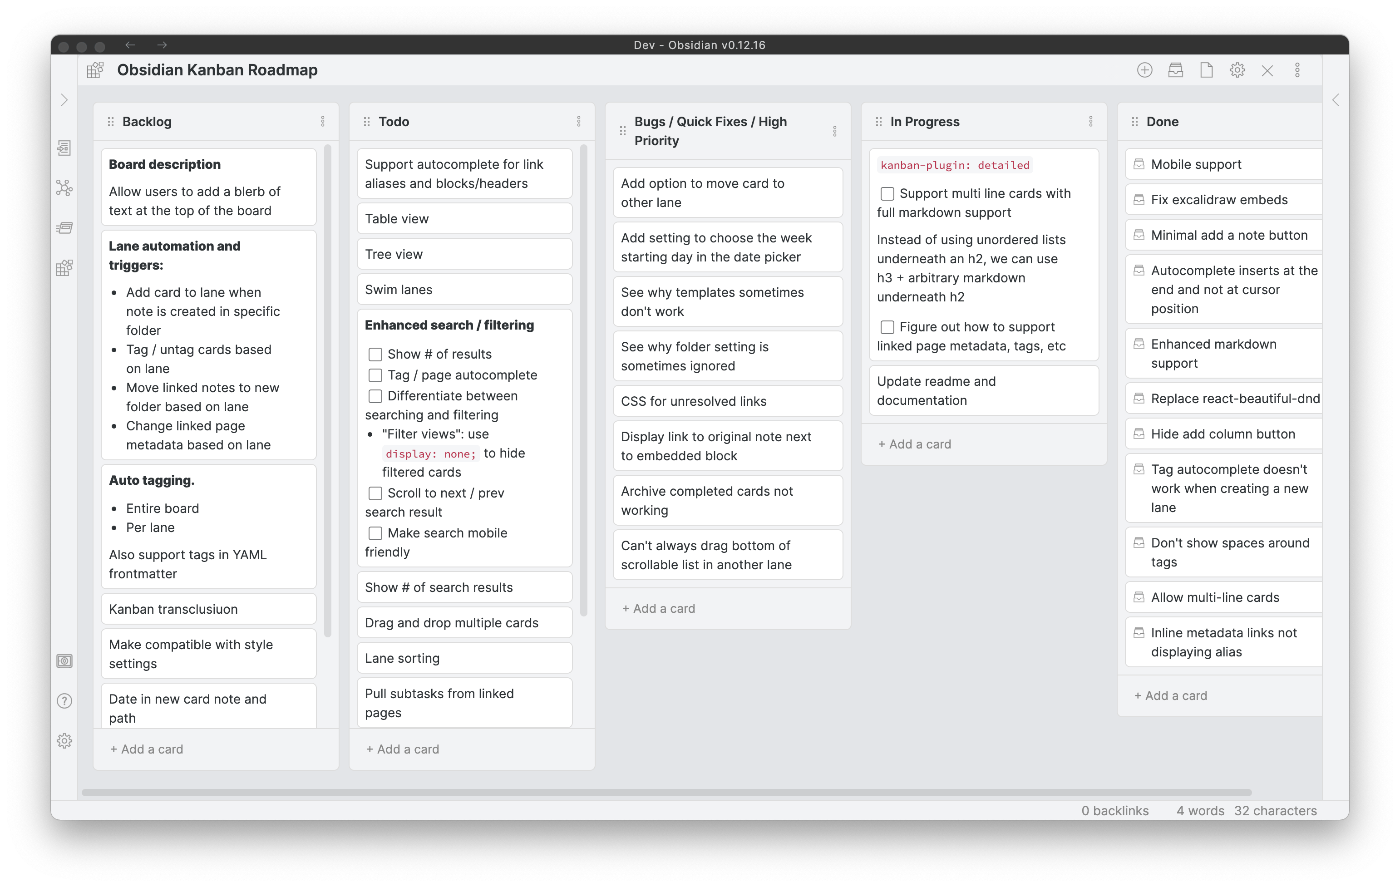 Dev - Obsidian v0.12.16
Obsidian Kanban Roadmap
Backlog
Board description
Allow users to add a blerb of
text at the top of the board
Lane automation and
triggers:
• Add card to lane when
note is created in specific
folder
• Tag / untag cards based
on lane
• Move linked notes to new
folder based on lane
• Change linked page
metadata based on lane
Auto tagging.
• Entire board
• Per lane
Also support tags in YAML
frontmatter
Kanban transclusiuon
Make compatible with style
settings
Date in new card note and
path
+ Add a card
Todo
Support autocomplete for link
aliases and blocks/headers
Table view
Tree view
Swim lanes
Enhanced search / filtering
Show # of results
Tag / page autocomplete
Differentiate between
searching and filtering
• "Filter views": use
display: none; to hide
filtered cards
Scroll to next / prev
search result
Make search mobile
friendly
Show # of search results
Drag and drop multiple cards
Lane sorting
Pull subtasks from linked
pages
+ Add a card
Bugs / Quick Fixes / High
Priority
Add option to move card to
other lane
Add setting to choose the week
starting day in the date picker
See why templates sometimes
don't work
See why folder setting is
sometimes ignored
CSS for unresolved links
Display link to original note next
to embedded block
Archive completed cards not
working
Can't always drag bottom of
scrollable list in another lane
+ Add a card
In Progress
kanban-plugin: detailed
Support multi line cards with
full markdown support
Instead of using unordered lists
underneath an h2, we can use
h3 + arbitrary markdown
underneath h2
Figure out how to support
linked page metadata, tags, etc
Update readme and
documentation
+ Add a card
Done
Mobile support
Fix excalidraw embeds
Minimal add a note button
Autocomplete inserts at the
end and not at cursor
position
Enhanced markdown
support
Replace react-beautiful-dnd
Hide add column button
Tag autocomplete doesn't
work when creating a new
lane
Don't show spaces around
tags
Allow multi-line cards
Inline metadata links not
displaying alias
+ Add a card
0 backlinks 4 words 32 characters